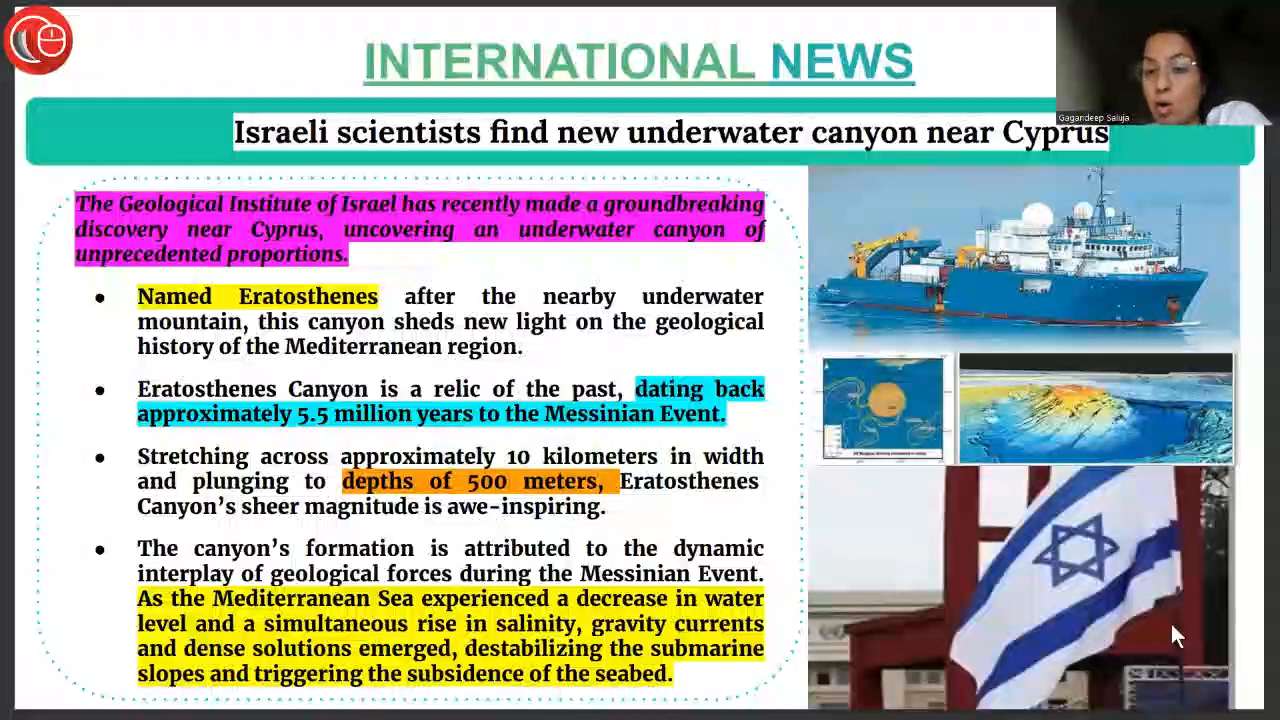 INTERNATIONAL NEWS
Gagandeep Saluja
Israeli scientists find new underwater canyon near Cyprus
The Geological Institute of Israel has recently made a groundbreaking
discovery near Cyprus, uncovering an underwater canyon of
unprecedented proportions.
● Named Eratosthenes after the nearby underwater
mountain, this canyon sheds new light on the geological
history of the Mediterranean region.
● Eratosthenes Canyon is a relic of the past, dating back
approximately 5.5 million years to the Messinian Event.
● Stretching across approximately 10 kilometers in width
and plunging to depths of 500 meters, Eratosthenes
Canyon’s sheer magnitude is awe-inspiring.
● The canyon’s formation is attributed to the dynamic
interplay of geological forces during the Messinian Event.
As the Mediterranean Sea experienced a decrease in water
level and a simultaneous rise in salinity, gravity currents
and dense solutions emerged, destabilizing the submarine
slopes and triggering the subsidence of the seabed.